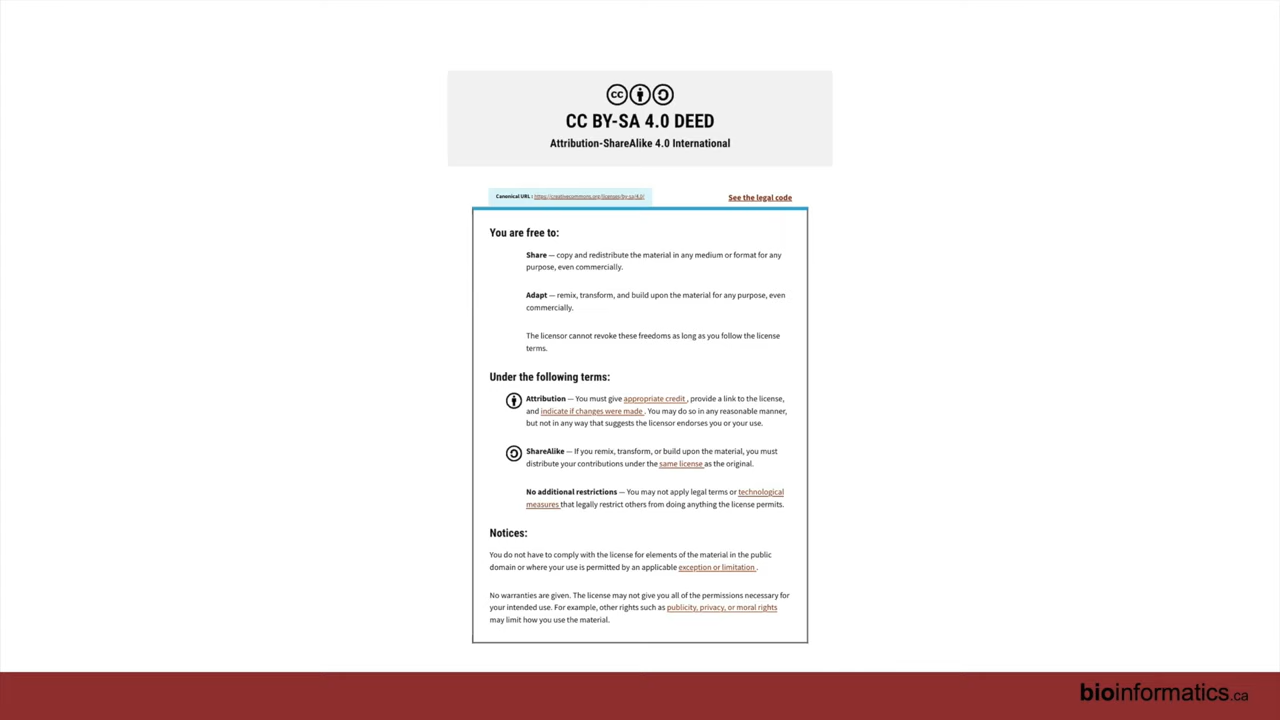 CC BY-SA 4.0 DEED
Attribution-ShareAlike 4.0 International
Canonical URL : https://creativecommons.org/licenses/by-sa/4.0/
See the legal code
You are free to:
Share — copy and redistribute the material in any medium or format for any
purpose, even commercially.
Adapt — remix, transform, and build upon the material for any purpose, even
commercially.
The licensor cannot revoke these freedoms as long as you follow the license
terms.
Under the following terms:
Attribution — You must give appropriate credit , provide a link to the license,
and indicate if changes were made . You may do so in any reasonable manner,
but not in any way that suggests the licensor endorses you or your use.
ShareAlike — If you remix, transform, or build upon the material, you must
distribute your contributions under the same license as the original.
No additional restrictions — You may not apply legal terms or technological
measures that legally restrict others from doing anything the license permits.
Notices:
You do not have to comply with the license for elements of the material in the public
domain or where your use is permitted by an applicable exception or limitation .
No warranties are given. The license may not give you all of the permissions necessary for
your intended use. For example, other rights such as publicity, privacy, or moral rights
may limit how you use the material.
bioinformatics.ca